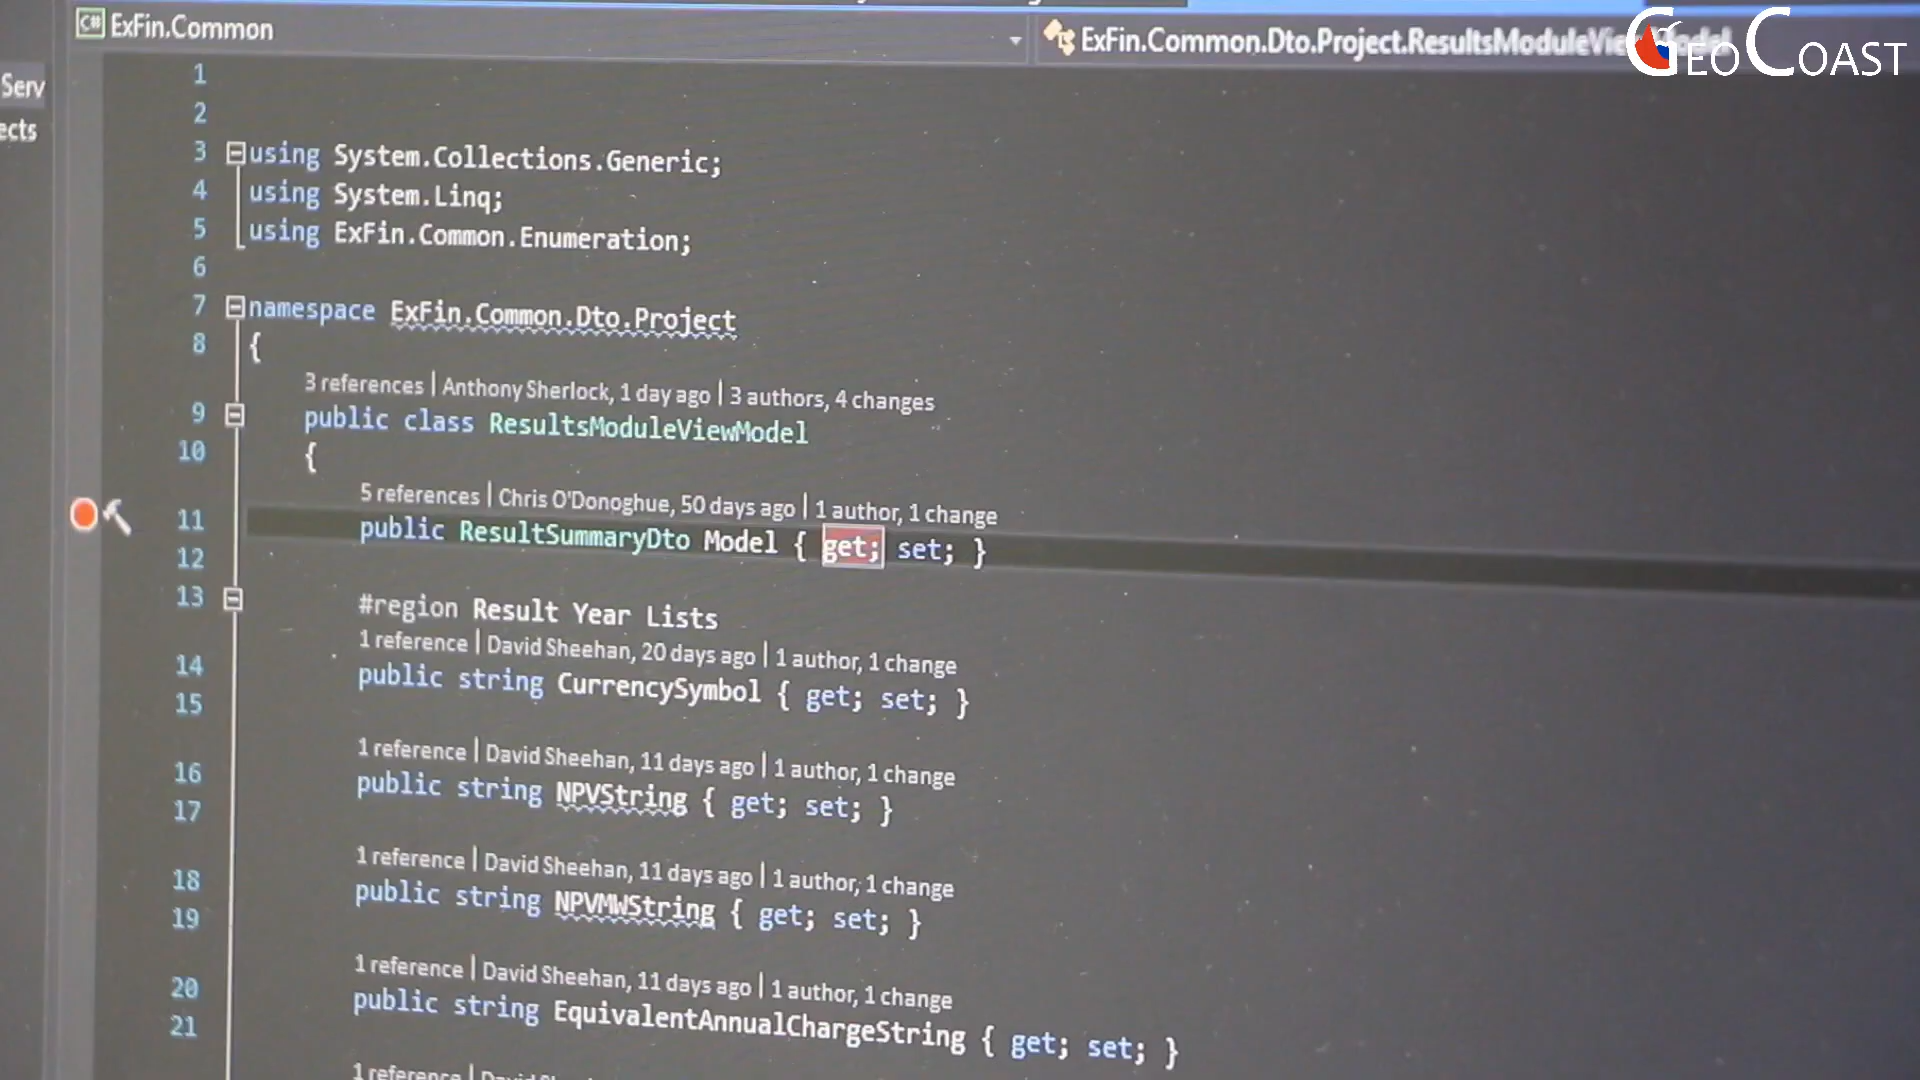 ExFin.Common
ExFin.Common.Dto.Project.ResultsModuleViewModel
GEOCOAST
Serv
ects
1
2
3 using System.Collections.Generic;
4 using System.Linq;
5 using ExFin.Common.Enumeration;
6
7 namespace ExFin.Common.Dto.Project
8 {
3 references | Anthony Sherlock, 1 day ago | 3 authors, 4 changes
9 public class ResultsModuleViewModel
10 {
5 references | Chris O'Donoghue, 50 days ago | 1 author, 1 change
11 public ResultSummaryDto Model { get; set; }
12
13 #region Result Year Lists
1 reference | David Sheehan, 20 days ago | 1 author, 1 change
14 public string CurrencySymbol { get; set; }
15
1 reference | David Sheehan, 11 days ago | 1 author, 1 change
16 public string NPVString { get; set; }
17
1 reference | David Sheehan, 11 days ago | 1 author, 1 change
18 public string NPVMWString { get; set; }
19
1 reference | David Sheehan, 11 days ago | 1 author, 1 change
20 public string EquivalentAnnualChargeString { get; set; }
21
1 reference | David